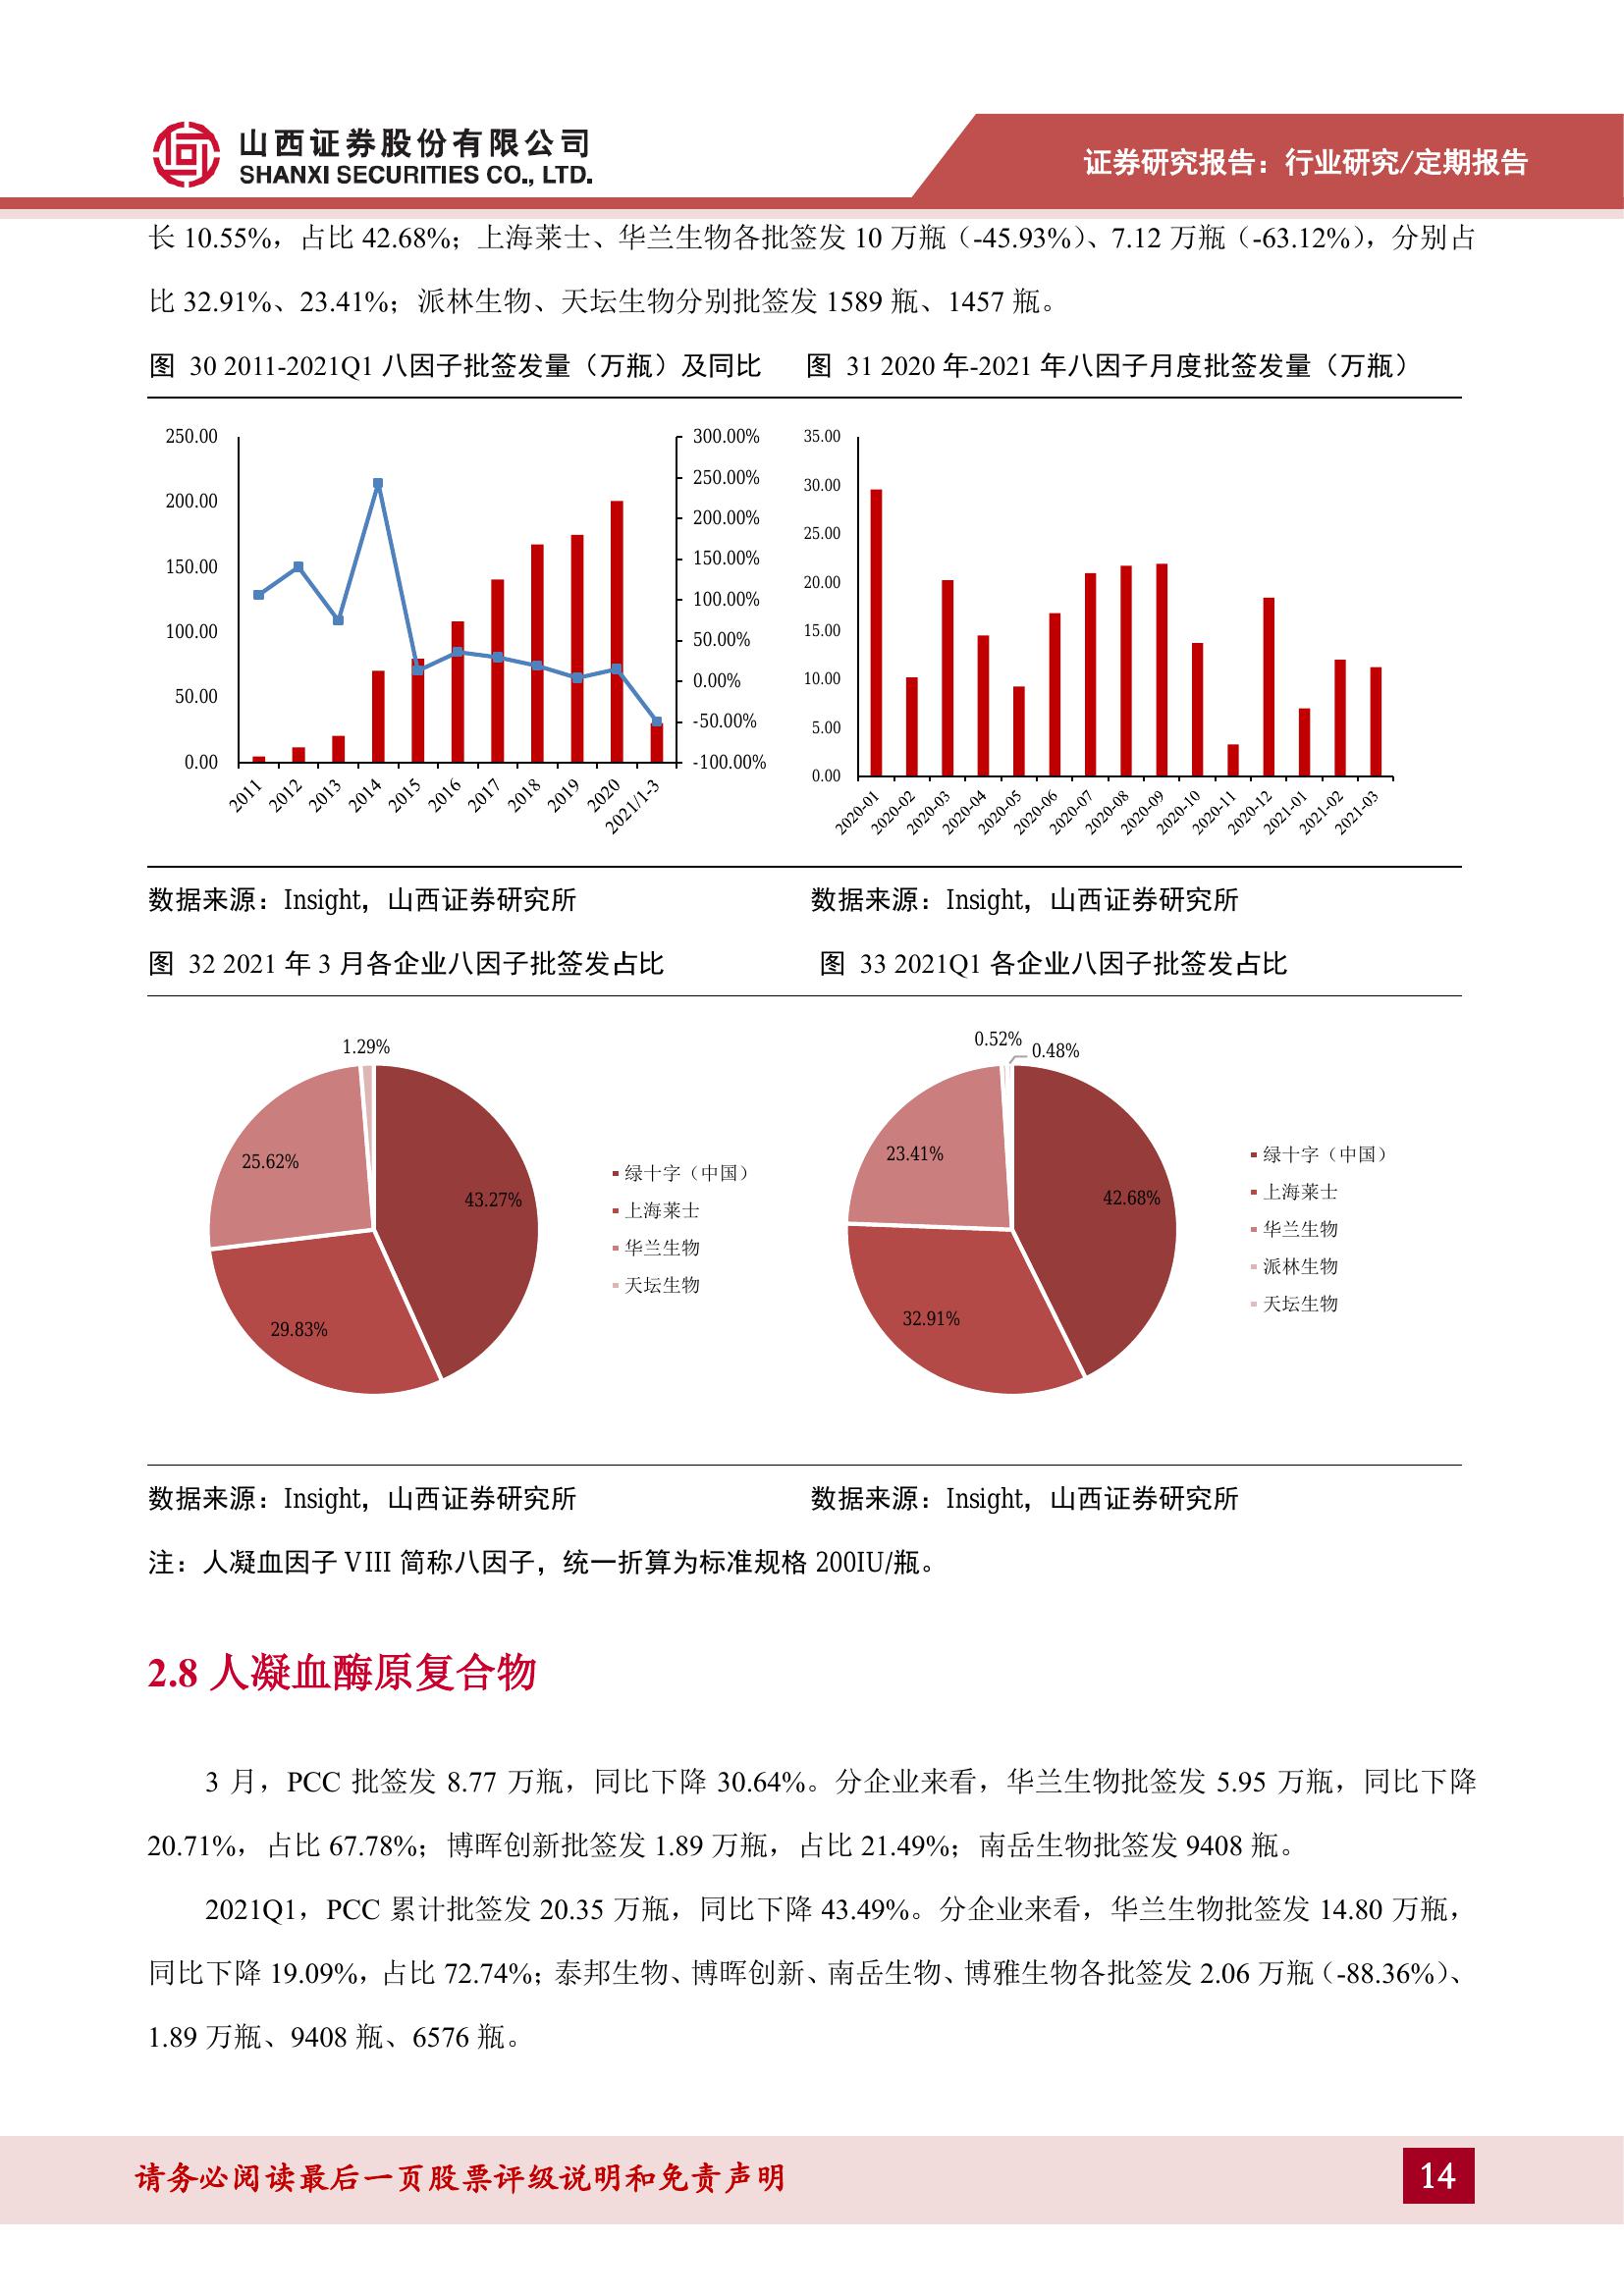 山西证券股份有限公司
SHANXI SECURITIES CO., LTD.
证券研究报告：行业研究/定期报告
长 10.55%，占比 42.68%；上海莱士、华兰生物各批签发 10 万瓶（-45.93%）、7.12 万瓶（-63.12%），分别占
比 32.91%、23.41%；派林生物、天坛生物分别批签发 1589 瓶、1457 瓶。
图 30 2011-2021Q1 八因子批签发量（万瓶）及同比
250.00
200.00
150.00
100.00
50.00
0.00
300.00%
250.00%
200.00%
150.00%
100.00%
50.00%
0.00%
-50.00%
-100.00%
2011
2012
2013
2014
2015
2016
2017
2018
2019
2020
2021/1-3
图 31 2020 年-2021 年八因子月度批签发量（万瓶）
35.00
30.00
25.00
20.00
15.00
10.00
5.00
0.00
2020-01
2020-02
2020-03
2020-04
2020-05
2020-06
2020-07
2020-08
2020-09
2020-10
2020-11
2020-12
2021-01
2021-02
2021-03
数据来源：Insight，山西证券研究所
数据来源：Insight，山西证券研究所
图 32 2021 年 3 月各企业八因子批签发占比
1.29%
25.62%
43.27%
29.83%
绿十字（中国）
上海莱士
华兰生物
天坛生物
图 33 2021Q1 各企业八因子批签发占比
0.52%
0.48%
23.41%
42.68%
32.91%
绿十字（中国）
上海莱士
华兰生物
派林生物
天坛生物
数据来源：Insight，山西证券研究所
数据来源：Insight，山西证券研究所
注：人凝血因子 VIII 简称八因子，统一折算为标准规格 200IU/瓶。
2.8 人凝血酶原复合物
3 月，PCC 批签发 8.77 万瓶，同比下降 30.64%。分企业来看，华兰生物批签发 5.95 万瓶，同比下降
20.71%，占比 67.78%；博晖创新批签发 1.89 万瓶，占比 21.49%；南岳生物批签发 9408 瓶。
2021Q1，PCC 累计批签发 20.35 万瓶，同比下降 43.49%。分企业来看，华兰生物批签发 14.80 万瓶，
同比下降 19.09%，占比 72.74%；泰邦生物、博晖创新、南岳生物、博雅生物各批签发 2.06 万瓶（-88.36%）、
1.89 万瓶、9408 瓶、6576 瓶。
请务必阅读最后一页股票评级说明和免责声明
14